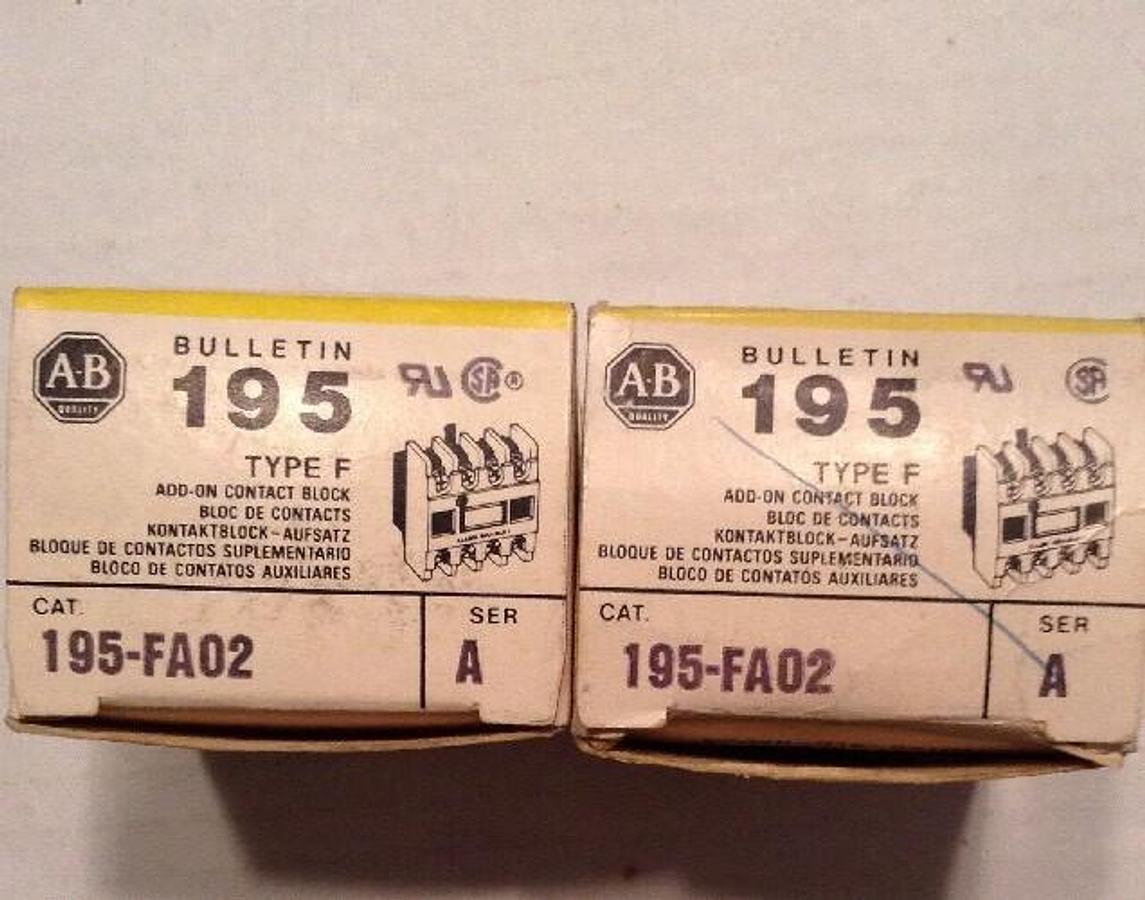 A-B
QUALITY
BULLETIN
195
TYPE F
ADD-ON CONTACT BLOCK
BLOC DE CONTACTS
KONTAKTBLOCK-AUFSATZ
BLOQUE DE CONTACTOS SUPLEMENTARIO
BLOCO DE CONTATOS AUXILIARES
CAT.
195-FA02
SER
A
A-B
QUALITY
BULLETIN
195
TYPE F
ADD-ON CONTACT BLOCK
BLOC DE CONTACTS
KONTAKTBLOCK-AUFSATZ
BLOQUE DE CONTACTOS SUPLEMENTARIO
BLOCO DE CONTATOS AUXILIARES
CAT.
195-FA02
SER
A